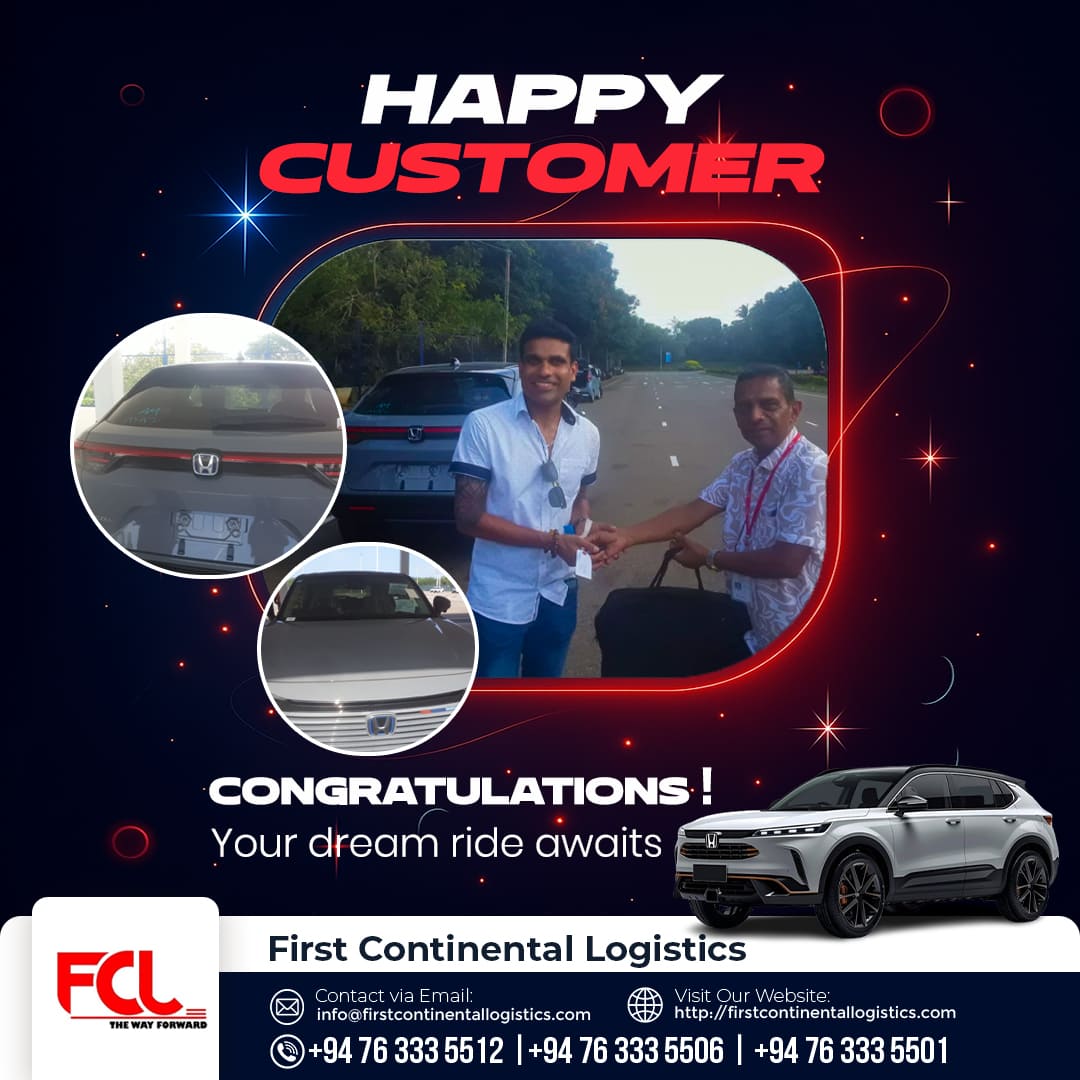 HAPPY
CUSTOMER
CONGRATULATIONS !
Your dream ride awaits
First Continental Logistics
FCL
THE WAY FORWARD
Contact via Email:
info@firstcontinentallogistics.com
Visit Our Website:
http://firstcontinentallogistics.com
+94 76 333 5512 | +94 76 333 5506 | +94 76 333 5501